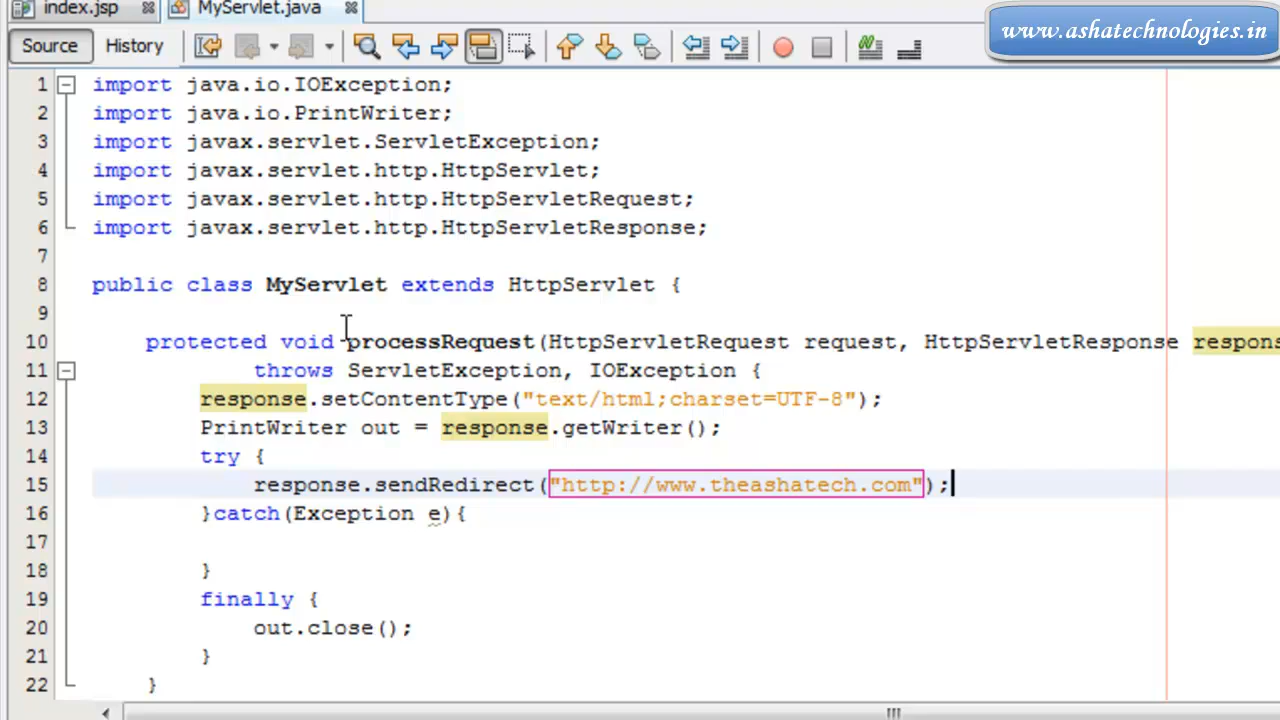 index.jsp MyServlet.java
www.ashatechnologies.in
Source History
1 import java.io.IOException;
2 import java.io.PrintWriter;
3 import javax.servlet.ServletException;
4 import javax.servlet.http.HttpServlet;
5 import javax.servlet.http.HttpServletRequest;
6 import javax.servlet.http.HttpServletResponse;
7
8 public class MyServlet extends HttpServlet {
9
10 protected void processRequest(HttpServletRequest request, HttpServletResponse respons
11 throws ServletException, IOException {
12 response.setContentType("text/html;charset=UTF-8");
13 PrintWriter out = response.getWriter();
14 try {
15 response.sendRedirect("http://www.theashatech.com");
16 }catch(Exception e){
17
18 }
19 finally {
20 out.close();
21 }
22 }